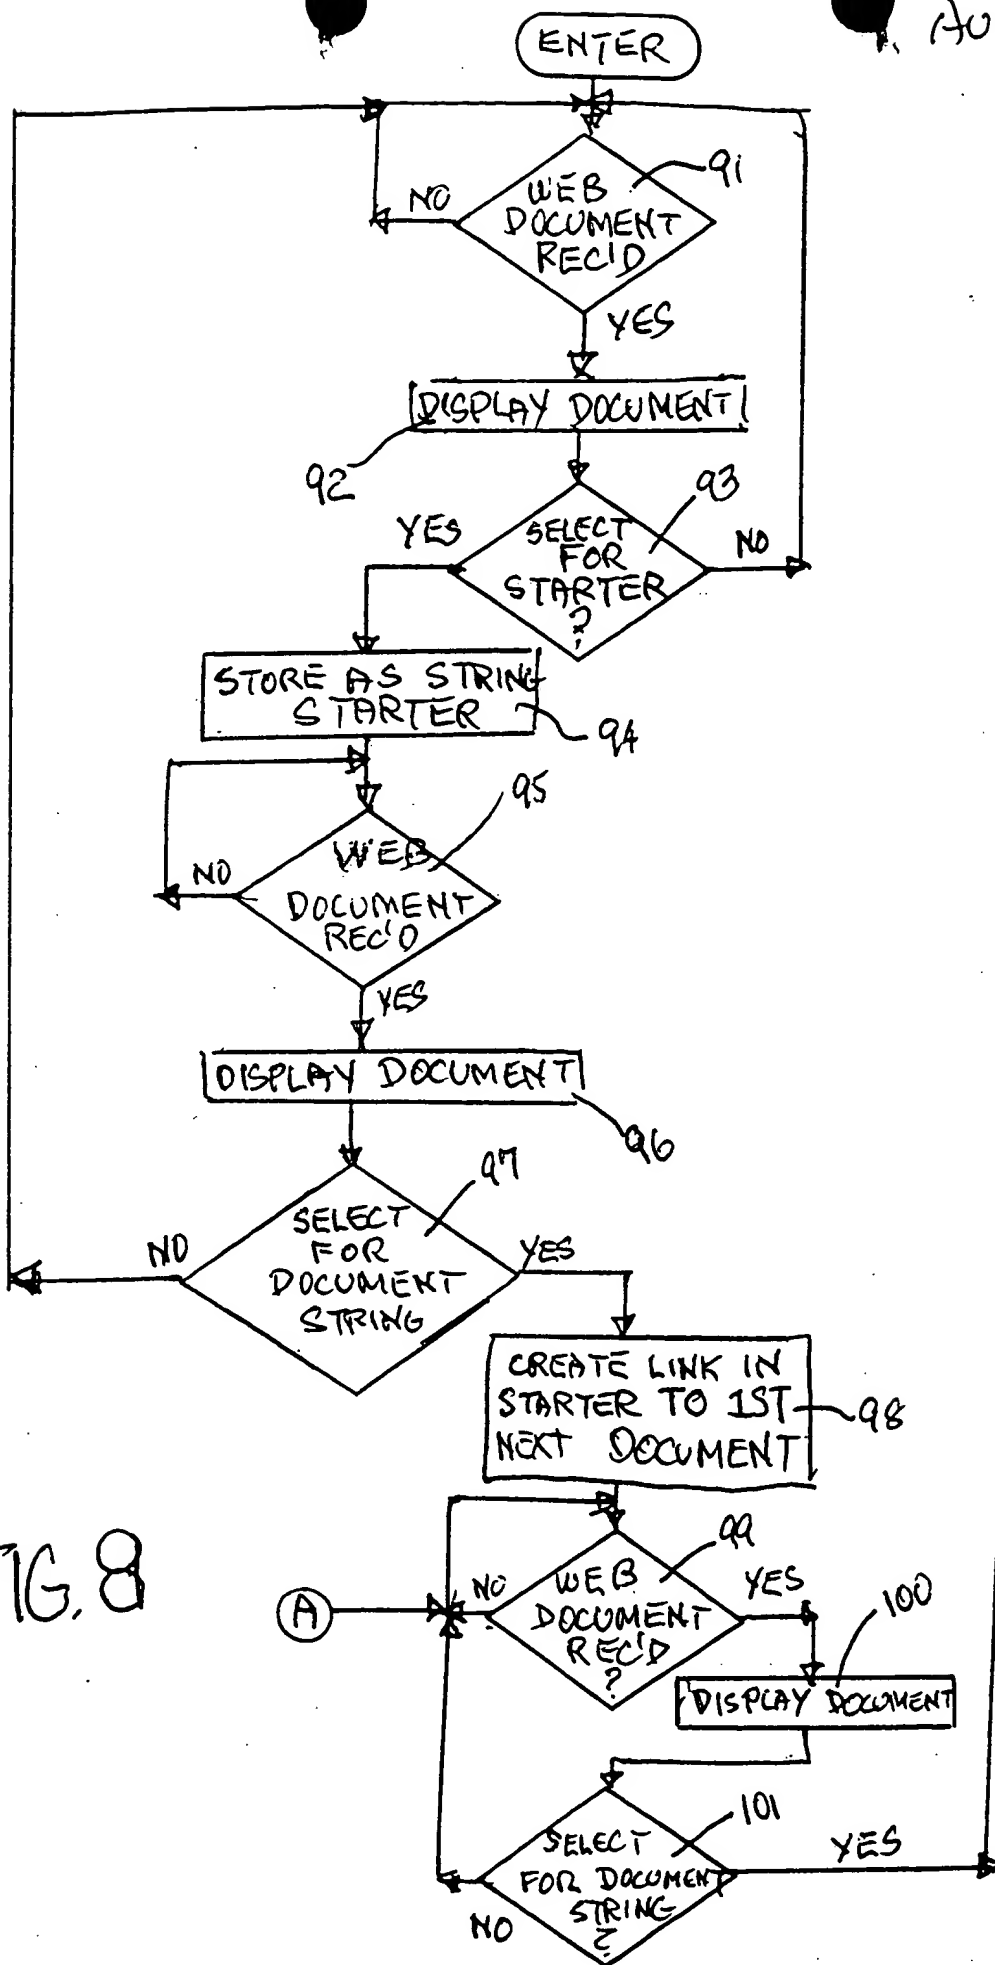 ENTER
91
WEB
DOCUMENT
REC'D
NO
YES
DISPLAY DOCUMENT
92
93
SELECT
FOR
STARTER
?
YES
NO
STORE AS STRING
STARTER
94
95
WEB
DOCUMENT
REC'D
NO
YES
DISPLAY DOCUMENT
96
97
SELECT
FOR
DOCUMENT
STRING
NO
YES
CREATE LINK IN
STARTER TO 1ST
NEXT DOCUMENT
98
99
WEB
DOCUMENT
REC'D
?
NO
YES
A
100
DISPLAY DOCUMENT
101
SELECT
FOR DOCUMENT
STRING
?
NO
YES
IG. 8